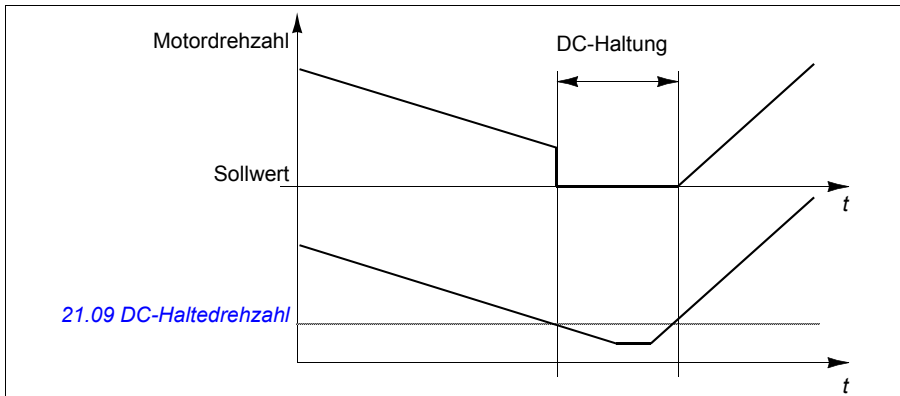 Motordrehzahl
DC-Haltung
Sollwert
t
21.09 DC-Haltedrehzahl
t